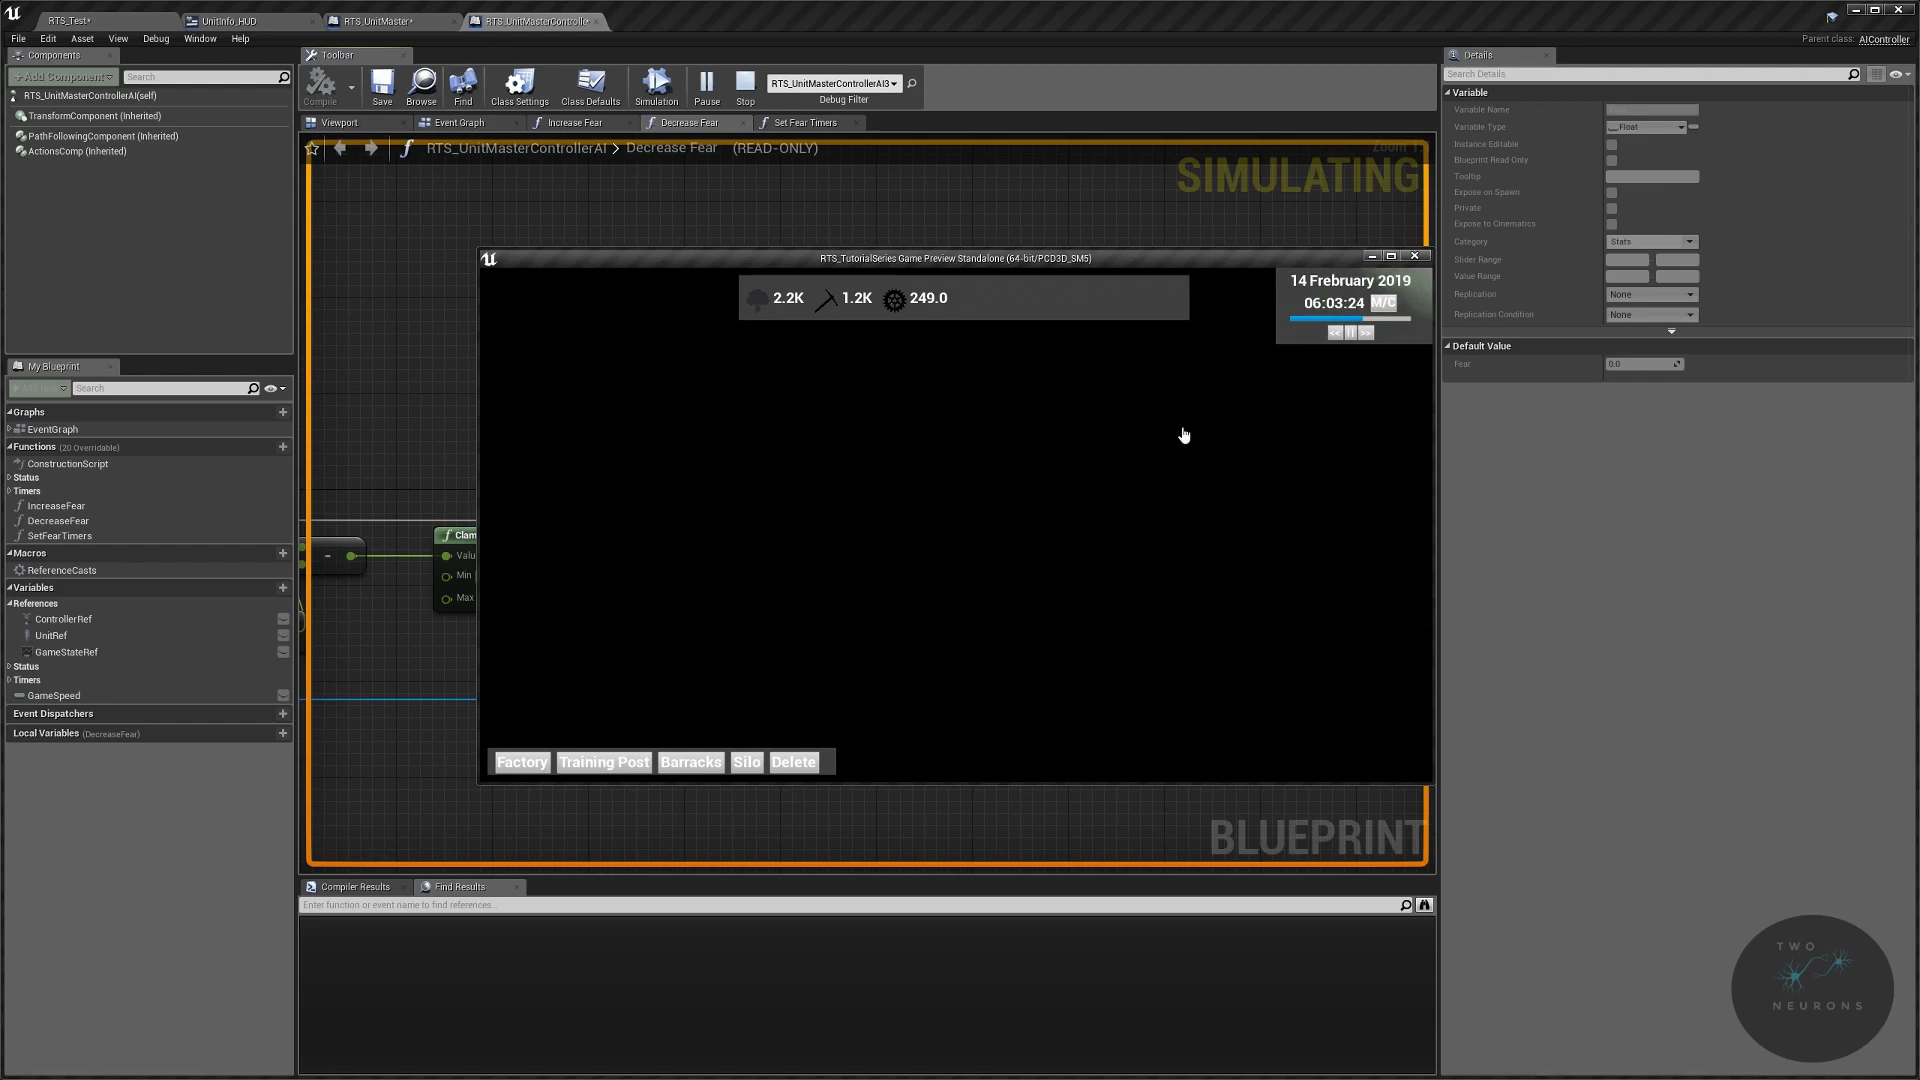 RTS_Test*
UnitInfo_HUD
RTS_UnitMaster*
RTS_UnitMasterController
File Edit Asset View Debug Window Help
Parent class: AIController
Components
Toolbar
Details
+Add Component
Search
Search Details
RTS_UnitMasterControllerAI(self)
TransformComponent (Inherited)
PathFollowingComponent (Inherited)
ActionsComp (Inherited)
Compile
Save
Browse
Find
Class Settings
Class Defaults
Simulation
Pause
Stop
RTS_UnitMasterControllerAI3
Debug Filter
Viewport
Event Graph
Increase Fear
Decrease Fear
Set Fear Timers
RTS_UnitMasterControllerAI > Decrease Fear (READ-ONLY)
SIMULATING
Variable
Variable Name
Variable Type
Float
Instance Editable
Blueprint Read Only
Tooltip
Expose on Spawn
Private
Expose to Cinematics
Category
Stats
Slider Range
Value Range
Replication
None
Replication Condition
None
Default Value
Fear
0.0
RTS_TutorialSeries Game Preview Standalone (64-bit/PCD3D_SM5)
2.2K
1.2K
249.0
14 Frebruary 2019
06:03:24 M/C
<< || >>
My Blueprint
Search
Graphs
EventGraph
Functions (20 Overridable)
ConstructionScript
Status
Timers
IncreaseFear
DecreaseFear
SetFearTimers
Macros
ReferenceCasts
Variables
References
ControllerRef
UnitRef
GameStateRef
Status
Timers
GameSpeed
Event Dispatchers
Local Variables (DecreaseFear)
-
Clam
Valu
Min
Max
Factory
Training Post
Barracks
Silo
Delete
BLUEPRINT
Compiler Results
Find Results
Enter function or event name to find references...
TWO
NEURONS